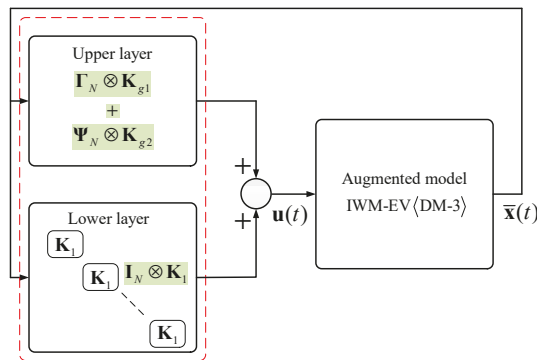 Upper layer
Γ_N ⊗ K_g1
+
Ψ_N ⊗ K_g2
+
+
u(t)
Augmented model
IWM-EV⟨DM-3⟩
x̄(t)
Lower layer
K_1
K_1
I_N ⊗ K_1
K_1